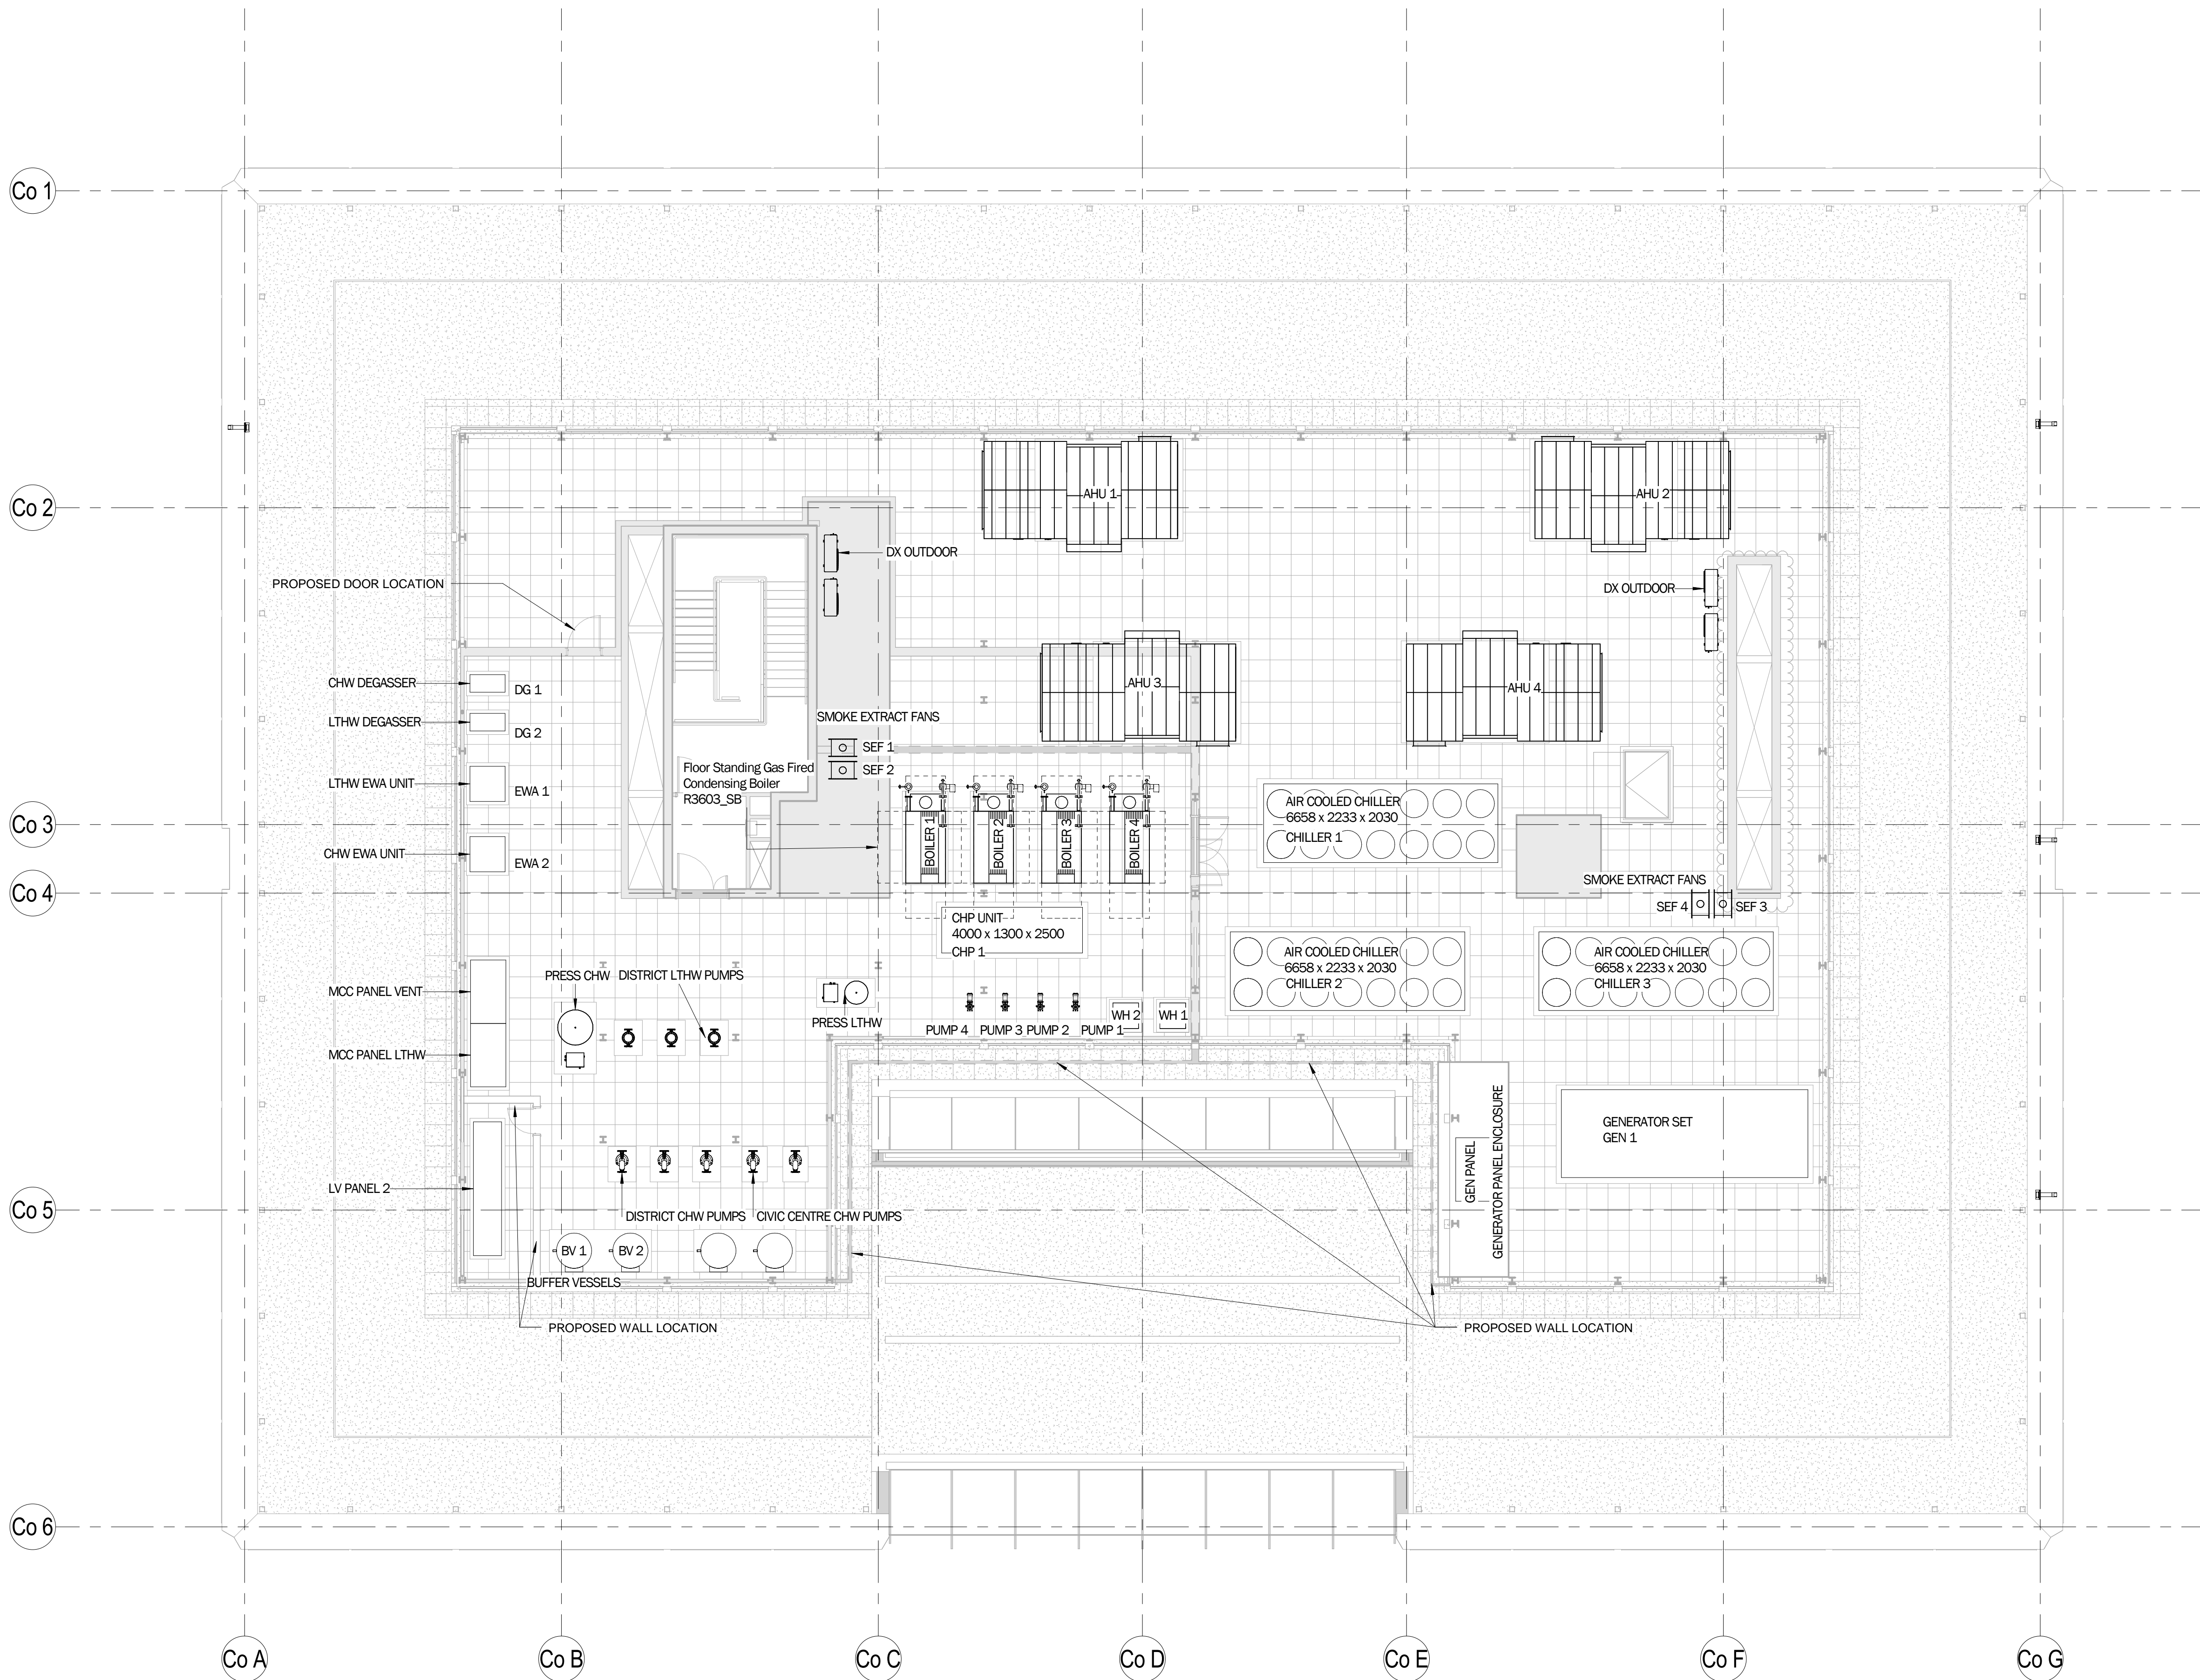 Co 1
AHU 1
AHU 2
Co 2
DX OUTDOOR
PROPOSED DOOR LOCATION
DX OUTDOOR
CHW DEGASSER
DG 1
AHU 3
AHU 4
LTHW DEGASSER
DG 2
SMOKE EXTRACT FANS
SEF 1
SEF 2
Floor Standing Gas Fired
Condensing Boiler
R3603_SB
LTHW EWA UNIT
EWA 1
BOILER 1
BOILER 2
BOILER 3
BOILER 4
AIR COOLED CHILLER
6658 x 2233 x 2030
CHILLER 1
Co 3
CHW EWA UNIT
EWA 2
Co 4
SMOKE EXTRACT FANS
SEF 4
SEF 3
CHP UNIT
4000 x 1300 x 2500
CHP 1
AIR COOLED CHILLER
6658 x 2233 x 2030
CHILLER 2
AIR COOLED CHILLER
6658 x 2233 x 2030
CHILLER 3
PRESS CHW
DISTRICT LTHW PUMPS
MCC PANEL VENT
PRESS LTHW
WH 2
WH 1
PUMP 4
PUMP 3
PUMP 2
PUMP 1
MCC PANEL LTHW
GENERATOR SET
GEN 1
GEN PANEL
GENERATOR PANEL ENCLOSURE
LV PANEL 2
Co 5
DISTRICT CHW PUMPS
CIVIC CENTRE CHW PUMPS
BV 1
BV 2
BUFFER VESSELS
PROPOSED WALL LOCATION
PROPOSED WALL LOCATION
Co 6
Co A
Co B
Co C
Co D
Co E
Co F
Co G